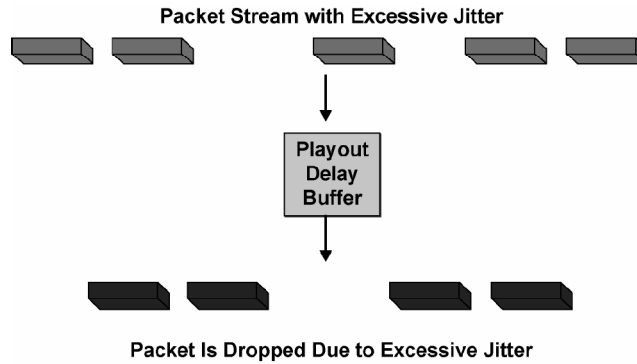 Packet Stream with Excessive Jitter
Playout
Delay
Buffer
Packet Is Dropped Due to Excessive Jitter